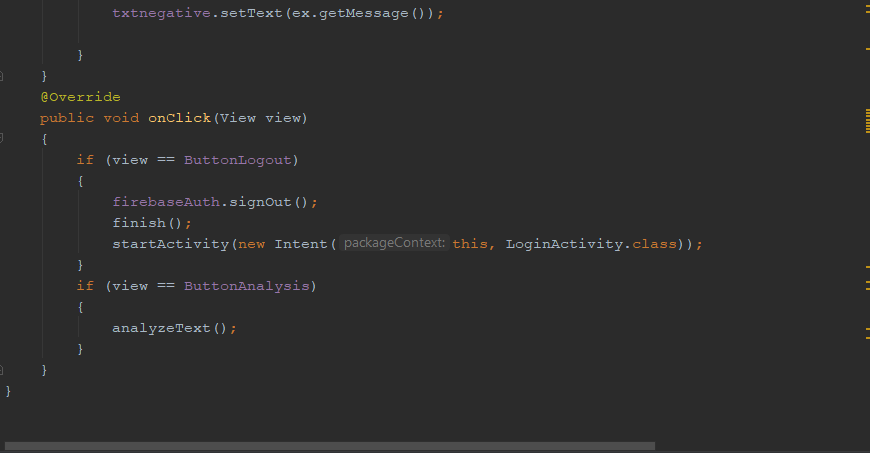 txtnegative.setText(ex.getMessage());
}
}
@Override
public void onClick(View view)
{
if (view == ButtonLogout)
{
firebaseAuth.signOut();
finish();
startActivity(new Intent( packageContext: this, LoginActivity.class));
}
if (view == ButtonAnalysis)
{
analyzeText();
}
}
}